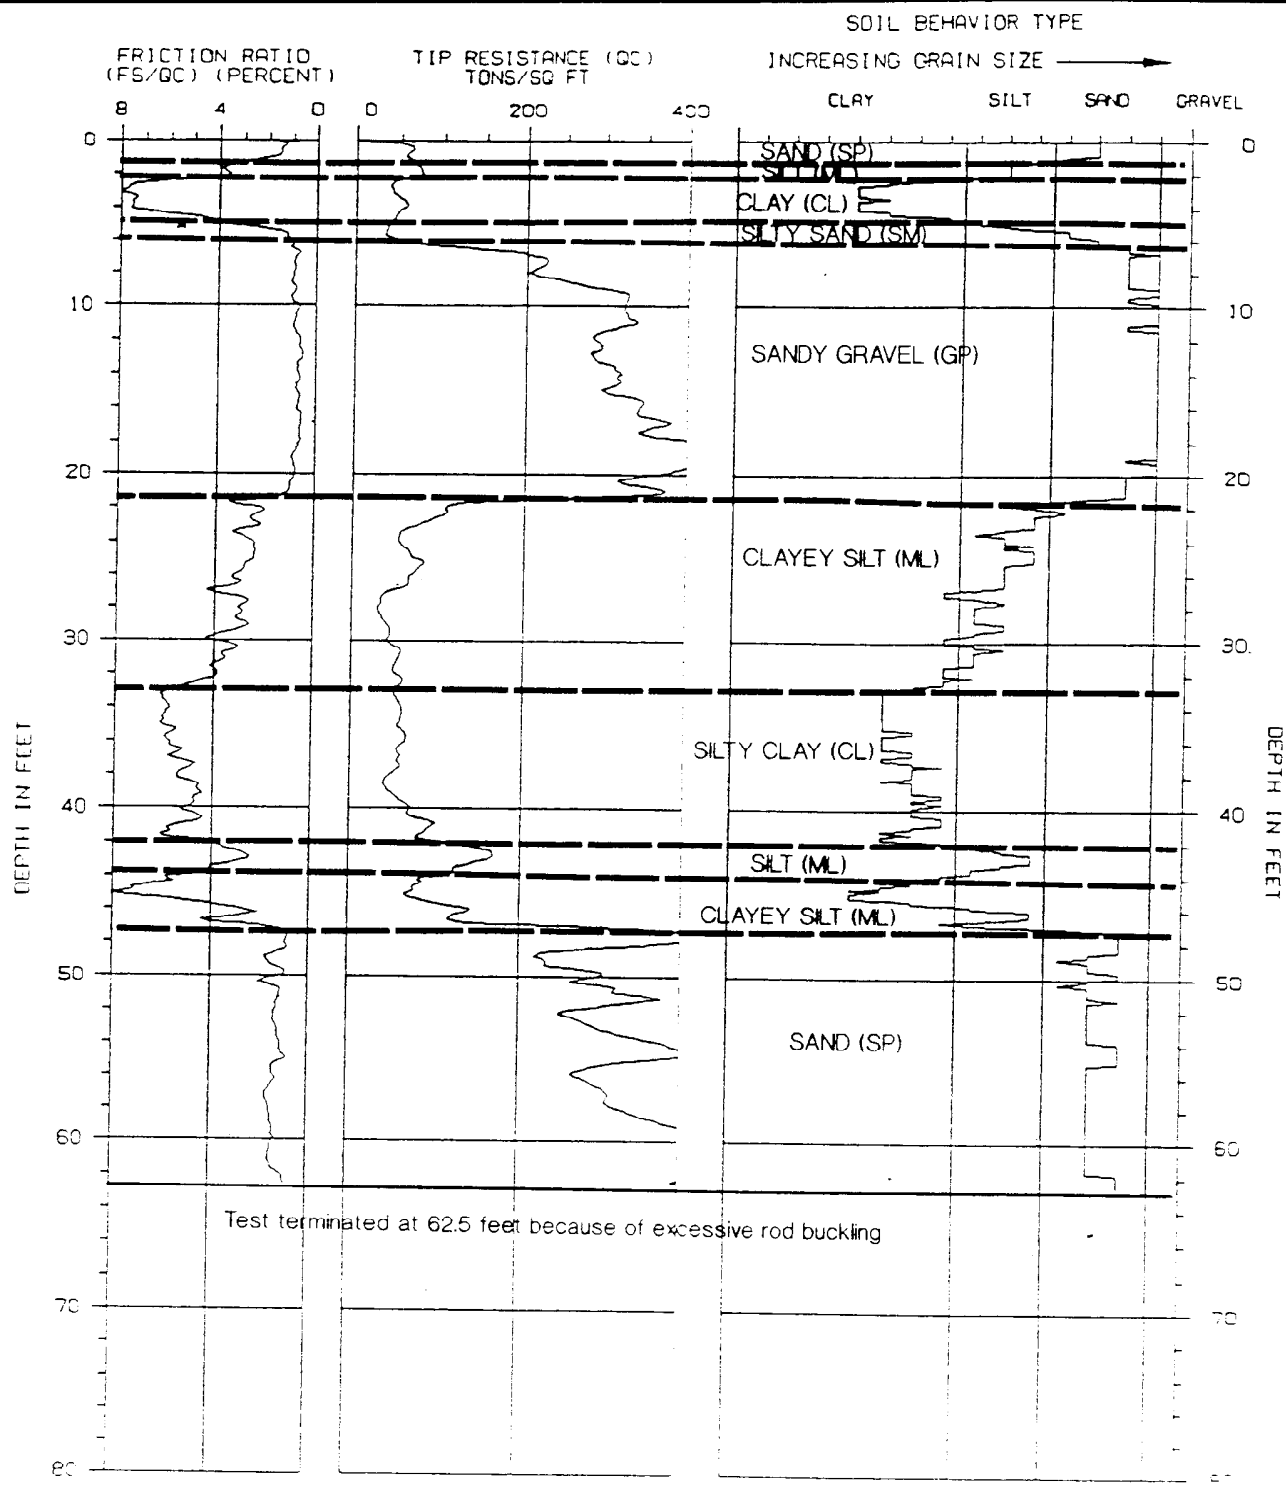 SOIL BEHAVIOR TYPE
FRICTION RATIO
(FS/QC) (PERCENT)
TIP RESISTANCE (QC)
TONS/SQ FT
INCREASING GRAIN SIZE
CLAY SILT SAND GRAVEL
8 4 0 0 200 400
0 0
SAND (SP)
SILT (ML)
CLAY (CL)
SILTY SAND (SM)
10 10
SANDY GRAVEL (GP)
20 20
CLAYEY SILT (ML)
30 30.
SILTY CLAY (CL)
DEPTH IN FEET
DEPTH IN FEET
40 40
SILT (ML)
CLAYEY SILT (ML)
50 50
SAND (SP)
60 60
Test terminated at 62.5 feet because of excessive rod buckling
70 70
80